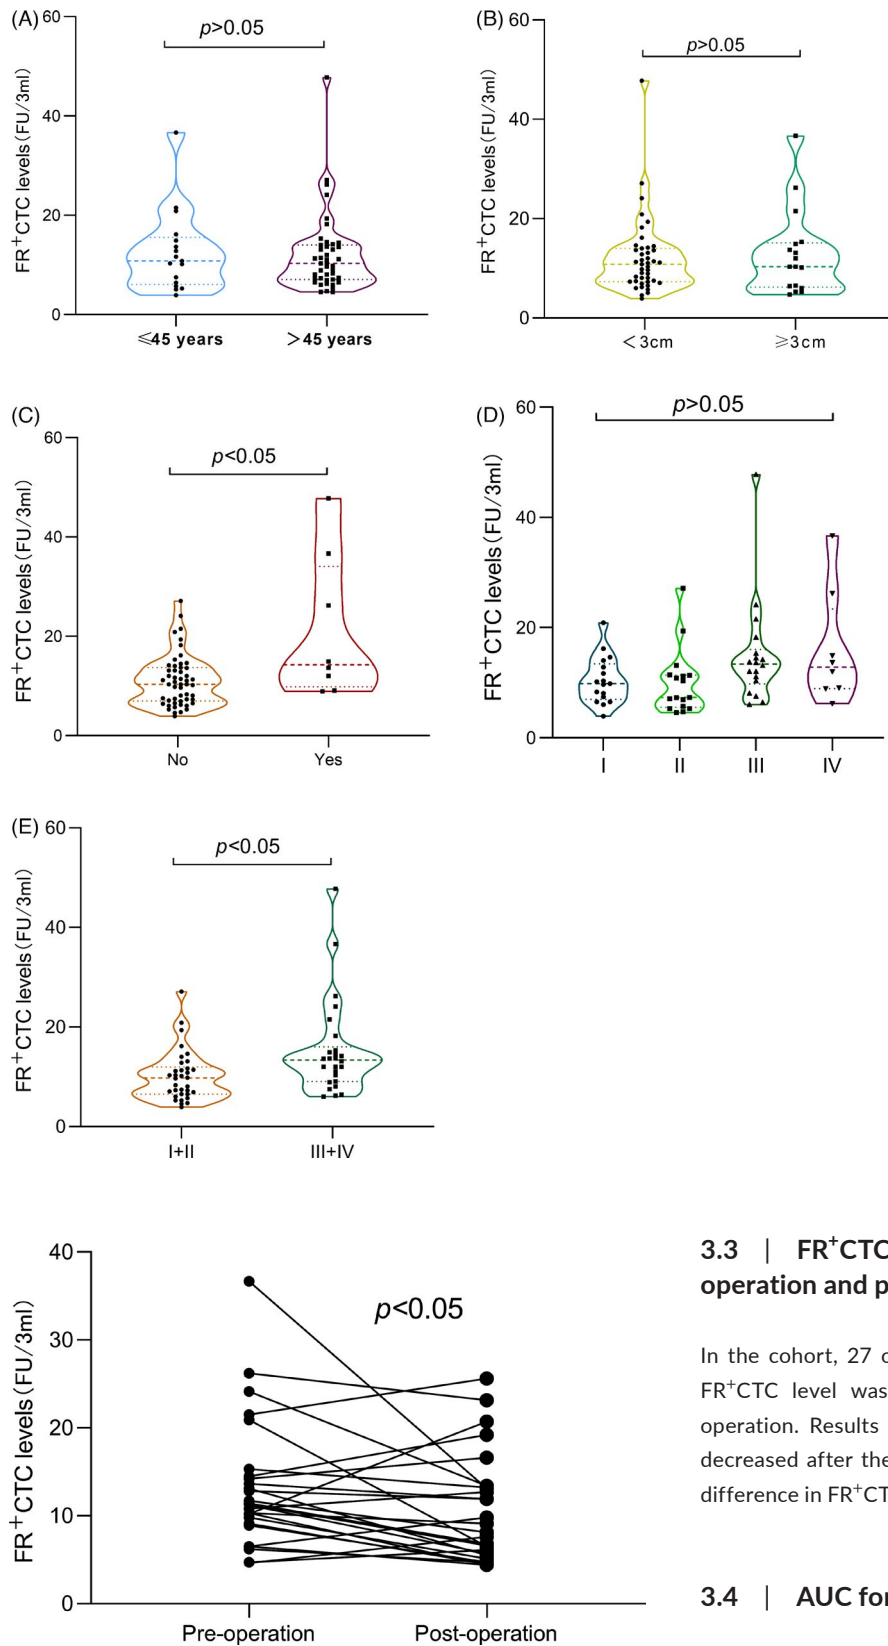 (A)
60
40
20
0
FR⁺CTC levels(FU/3ml)
p>0.05
≤45 years
>45 years
(B)
60
40
20
0
FR⁺CTC levels(FU/3ml)
p>0.05
<3cm
≥3cm
(C)
60
40
20
0
FR⁺CTC levels(FU/3ml)
p<0.05
No
Yes
(D)
60
40
20
0
FR⁺CTC levels(FU/3ml)
p>0.05
I
II
III
IV
(E)
60
40
20
0
FR⁺CTC levels(FU/3ml)
p<0.05
I+II
III+IV
40
30
20
10
0
FR⁺CTC levels(FU/3ml)
p<0.05
Pre-operation
Post-operation
3.3 | FR⁺CTC
operation and p
In the cohort, 27 c
FR⁺CTC level was
operation. Results
decreased after the
difference in FR⁺CT
3.4 | AUC for